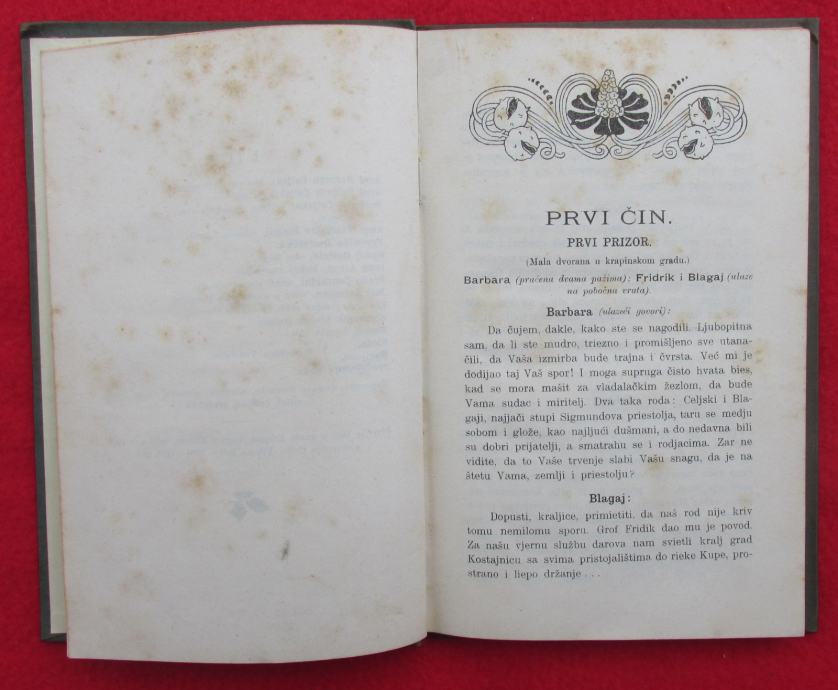 PRVI ČIN.
PRVI PRIZOR.
(Mala dvorana u krapinskom gradu.)
Barbara (praćena dvama pažima); Fridrik i Blagaj (ulaze
na pobočna vrata).
Barbara (ulazeći govori):
Da čujem, dakle, kako ste se nagodili. Ljubopitna
sam, da li ste mudro, triezno i promišljeno sve utana-
čili, da Vaša izmirba bude trajna i čvrsta. Već mi je
dodijao taj Vaš spor! I moga supruga čisto hvata bies,
kad se mora mašit za vladalačkim žezlom, da bude
Vama sudac i miritelj. Dva taka roda: Celjski i Bla-
gaji, najjači stupi Sigmundova priestolja, taru se medju
sobom i glože, kao najljući dušmani, a do nedavna bili
su dobri prijatelji, a smatrahu se i rodjacima. Zar ne
vidite, da to Vaše trvenje slabi Vašu snagu, da je na
štetu Vama, zemlji i priestolju?
Blagaj:
Dopusti, kraljice, primietiti, da naš rod nije kriv
tomu nemilomu sporu. Grof Fridik dao mu je povod.
Za našu vjernu službu darova nam svietli kralj grad
Kostajnicu sa svima pristojalištima do rieke Kupe, pro-
strano i liepo držanje . . .